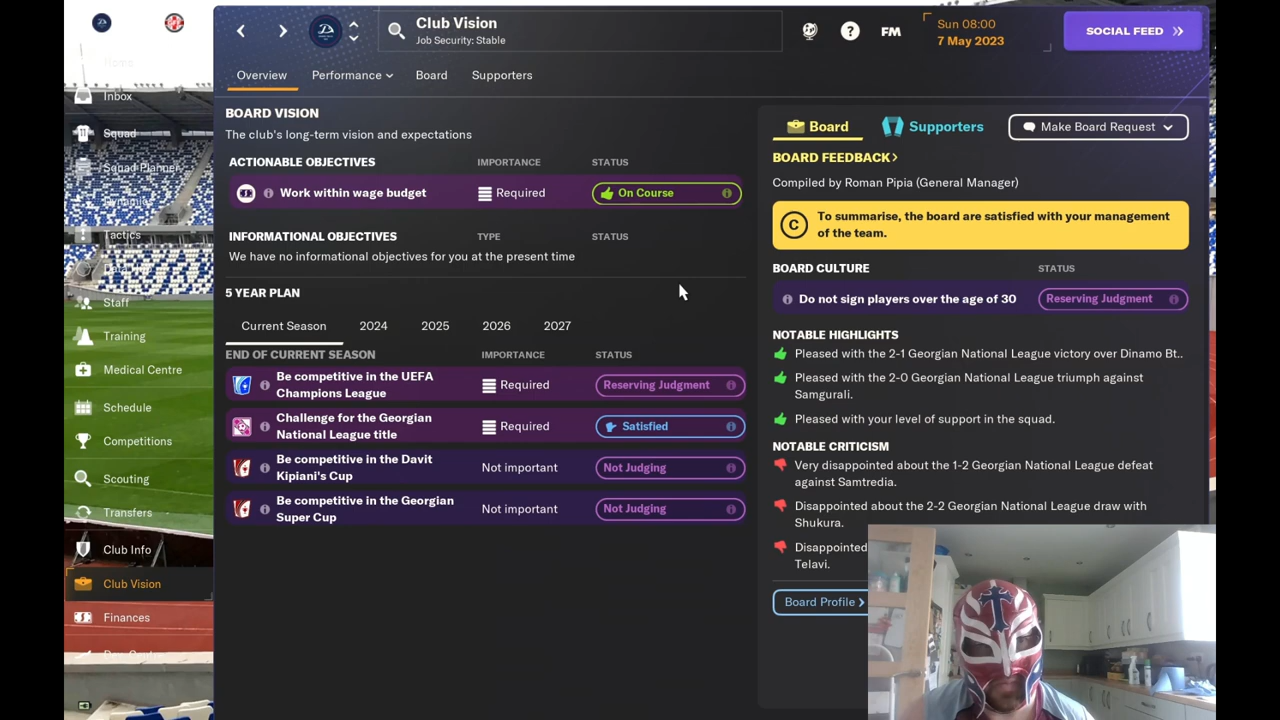 Club Vision
Job Security: Stable
Sun 08:00
7 May 2023
FM
SOCIAL FEED
Inbox
Squad
Squad Planner
Dynamics
Tactics
Data Hub
Staff
Training
Medical Centre
Schedule
Competitions
Scouting
Transfers
Club Info
Club Vision
Finances
Overview
Performance
Board
Supporters
BOARD VISION
The club's long-term vision and expectations
ACTIONABLE OBJECTIVES IMPORTANCE STATUS
Work within wage budget Required On Course
INFORMATIONAL OBJECTIVES TYPE STATUS
We have no informational objectives for you at the present time
5 YEAR PLAN
Current Season 2024 2025 2026 2027
END OF CURRENT SEASON IMPORTANCE STATUS
Be competitive in the UEFA
Champions League
Required Reserving Judgment
Challenge for the Georgian
National League title
Required Satisfied
Be competitive in the Davit
Kipiani's Cup
Not important Not Judging
Be competitive in the Georgian
Super Cup
Not important Not Judging
Board
Supporters
Make Board Request
BOARD FEEDBACK
Compiled by Roman Pipia (General Manager)
C
To summarise, the board are satisfied with your management
of the team.
BOARD CULTURE STATUS
Do not sign players over the age of 30 Reserving Judgment
NOTABLE HIGHLIGHTS
Pleased with the 2-1 Georgian National League victory over Dinamo Bt..
Pleased with the 2-0 Georgian National League triumph against
Samgurali.
Pleased with your level of support in the squad.
NOTABLE CRITICISM
Very disappointed about the 1-2 Georgian National League defeat
against Samtredia.
Disappointed about the 2-2 Georgian National League draw with
Shukura.
Disappointed
Telavi.
Board Profile